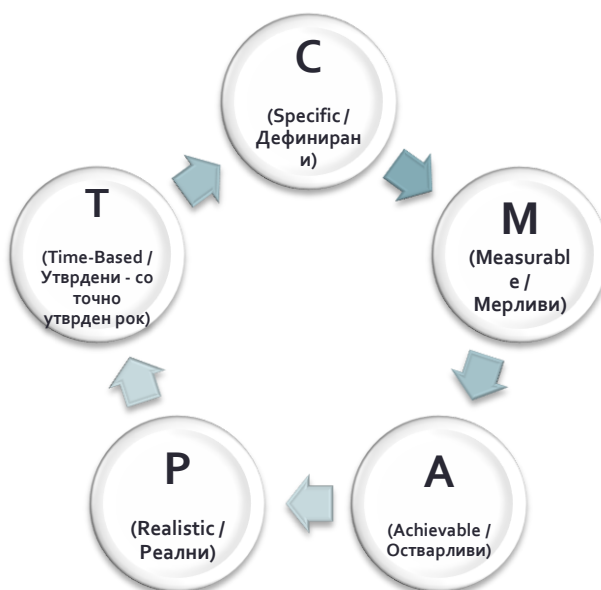 С
(Specific /
Дефиниран
и)
М
(Measurabl
e /
Мерливи)
А
(Achievable /
Остварливи)
Р
(Realistic /
Реални)
Т
(Time-Based /
Утврдени - со
точно
утврден рок)